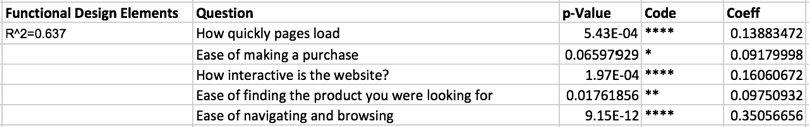 Functional Design Elements Question p-Value Code Coeff
R^2=0.637 How quickly pages load 5.43E-04 **** 0.13883472
Ease of making a purchase 0.06597929 * 0.09179998
How interactive is the website? 1.97E-04 **** 0.16060672
Ease of finding the product you were looking for 0.01761856 ** 0.09750932
Ease of navigating and browsing 9.15E-12 **** 0.35056656